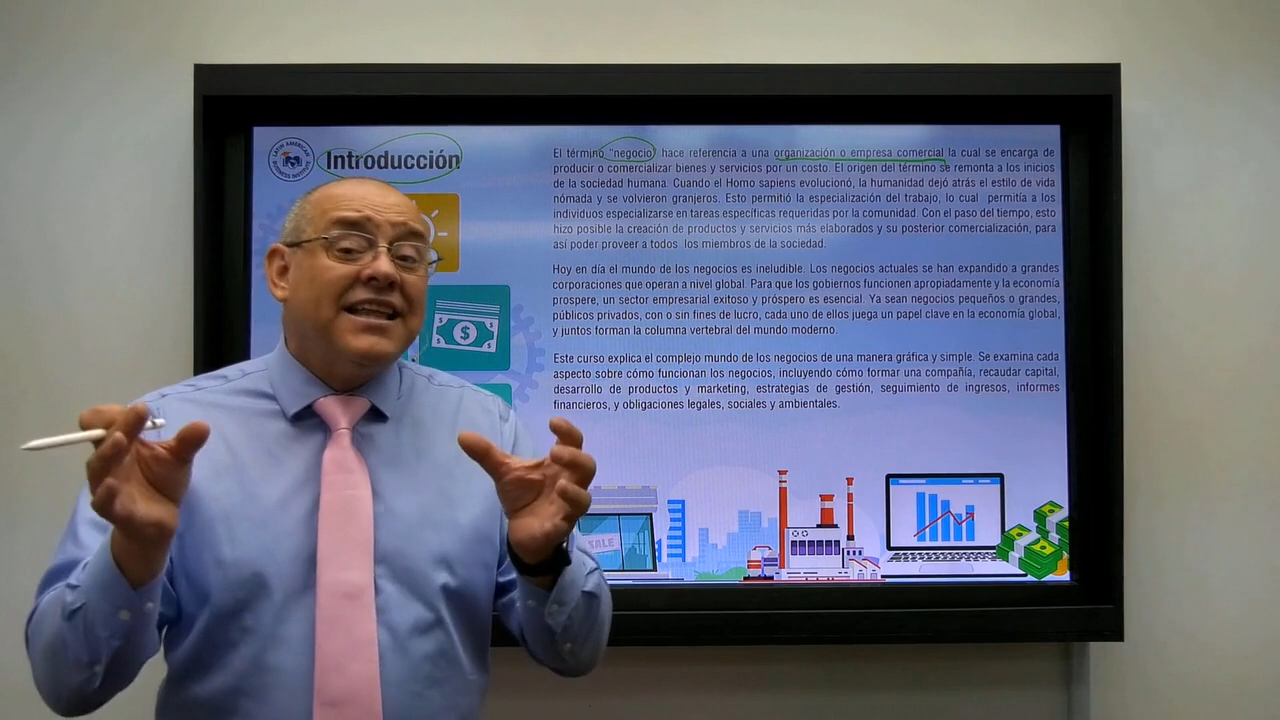 LATIN AMERICAN
BUSINESS INSTITUTE
Introducción
El término "negocio" hace referencia a una organización o empresa comercial la cual se encarga de
producir o comercializar bienes y servicios por un costo. El origen del término se remonta a los inicios
de la sociedad humana. Cuando el Homo sapiens evolucionó, la humanidad dejó atrás el estilo de vida
nómada y se volvieron granjeros. Esto permitió la especialización del trabajo, lo cual permitía a los
individuos especializarse en tareas específicas requeridas por la comunidad. Con el paso del tiempo, esto
hizo posible la creación de productos y servicios más elaborados y su posterior comercialización, para
así poder proveer a todos los miembros de la sociedad.
Hoy en día el mundo de los negocios es ineludible. Los negocios actuales se han expandido a grandes
corporaciones que operan a nivel global. Para que los gobiernos funcionen apropiadamente y la economía
prospere, un sector empresarial exitoso y próspero es esencial. Ya sean negocios pequeños o grandes,
públicos privados, con o sin fines de lucro, cada uno de ellos juega un papel clave en la economía global,
y juntos forman la columna vertebral del mundo moderno.
Este curso explica el complejo mundo de los negocios de una manera gráfica y simple. Se examina cada
aspecto sobre cómo funcionan los negocios, incluyendo cómo formar una compañía, recaudar capital,
desarrollo de productos y marketing, estrategias de gestión, seguimiento de ingresos, informes
financieros, y obligaciones legales, sociales y ambientales.
SALE